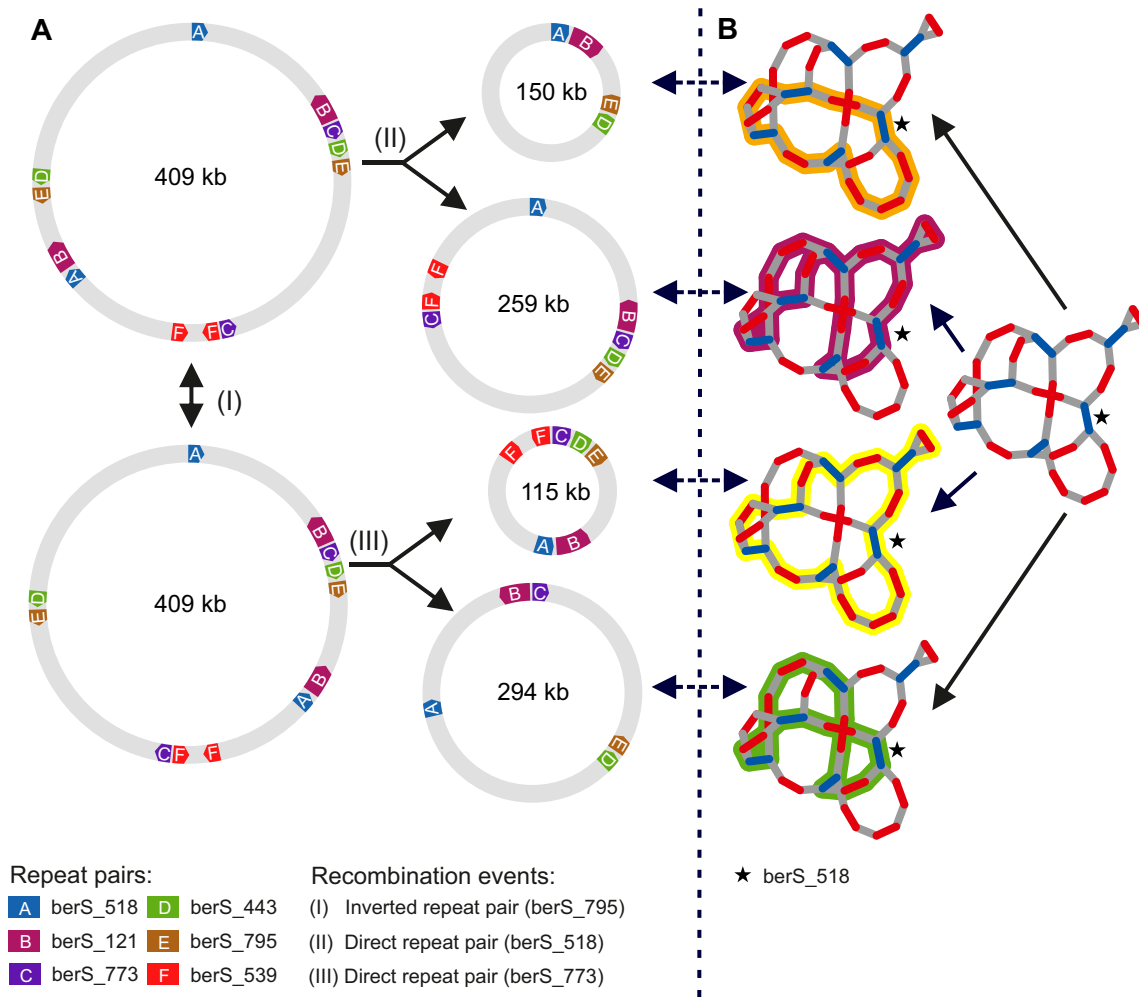 A
B
A
B
C
D
E
D
E
B
A
F
F
C
409 kb
(II)
A
B
E
D
150 kb
A
F
F
C
B
C
D
E
259 kb
(I)
A
B
C
D
E
D
E
B
A
C
F
F
409 kb
(III)
F
F
C
D
E
A
B
115 kb
B
C
A
E
D
294 kb
Repeat pairs:
A berS_518
D berS_443
B berS_121
E berS_795
C berS_773
F berS_539
Recombination events:
(I) Inverted repeat pair (berS_795)
(II) Direct repeat pair (berS_518)
(III) Direct repeat pair (berS_773)
★ berS_518